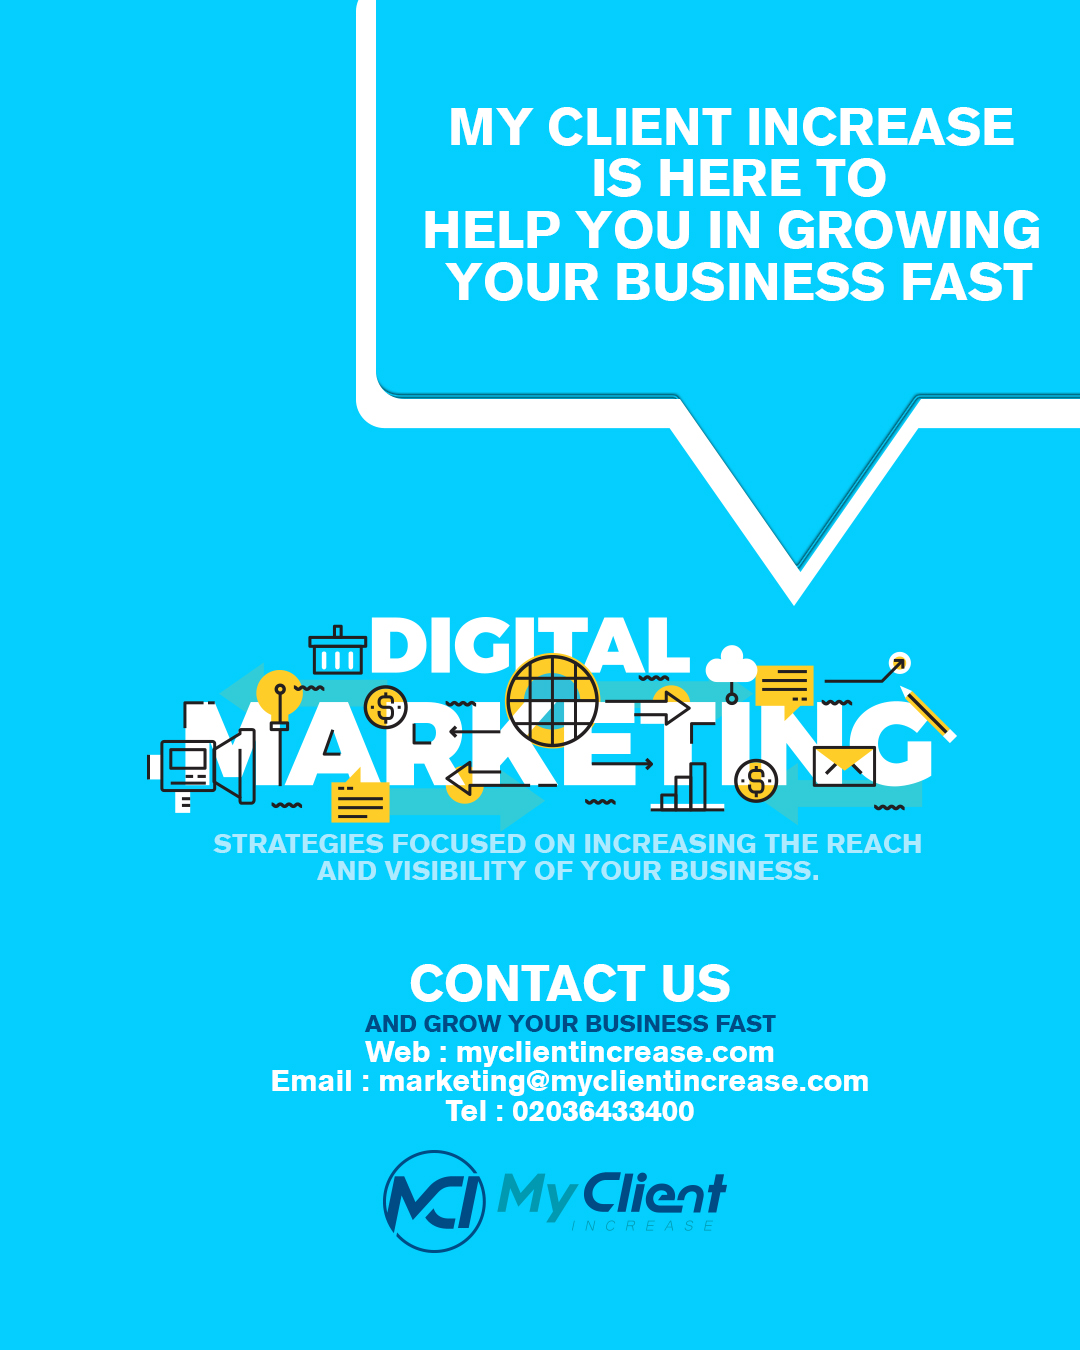 MY CLIENT INCREASE
IS HERE TO
HELP YOU IN GROWING
YOUR BUSINESS FAST
DIGITAL
MARKETING
STRATEGIES FOCUSED ON INCREASING THE REACH
AND VISIBILITY OF YOUR BUSINESS.
CONTACT US
AND GROW YOUR BUSINESS FAST
Web : myclientincrease.com
Email : marketing@myclientincrease.com
Tel : 02036433400
MCI My Client
INCREASE